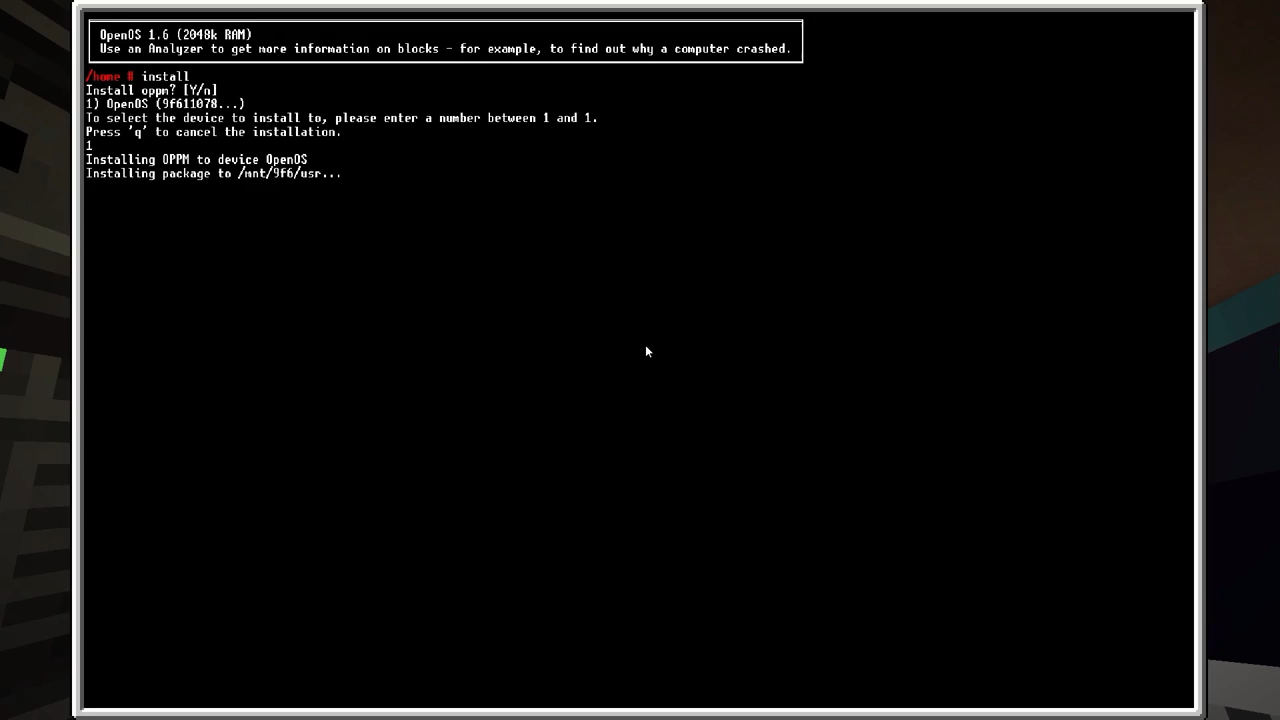 OpenOS 1.6 (2048k RAM)
Use an Analyzer to get more information on blocks - for example, to find out why a computer crashed.
/home # install
Install oppm? [Y/n]
1) OpenOS (9f611078...)
To select the device to install to, please enter a number between 1 and 1.
Press 'q' to cancel the installation.
1
Installing OPPM to device OpenOS
Installing package to /mnt/9f6/usr...